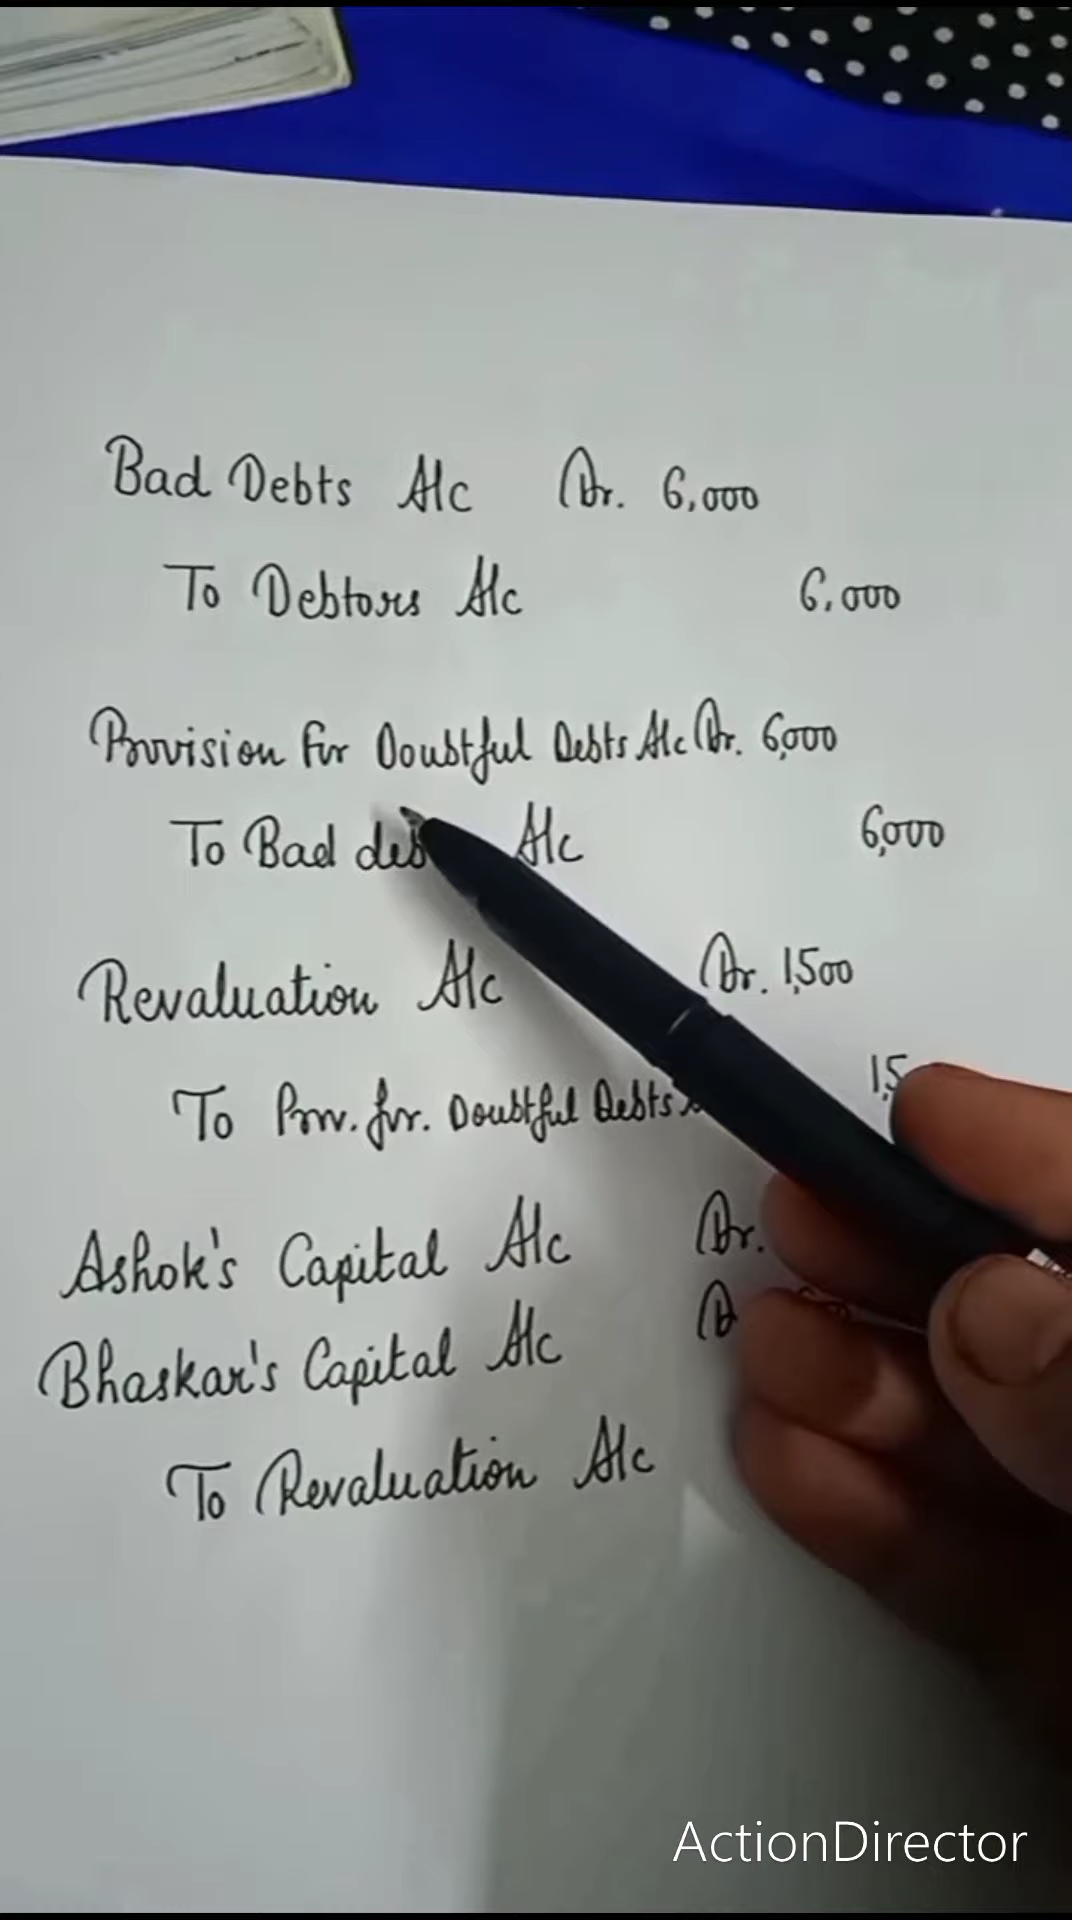 Bad Debts A/c Dr. 6,000
To Debtors A/c 6,000
Provision for Doubtful Debts A/c Dr. 6,000
To Bad A/c 6,000
Revaluation A/c Dr. 1,500
To Prov. for. Doubtful Debts
Ashok's Capital A/c Dr.
Bhaskar's Capital A/c
To Revaluation A/c
ActionDirector